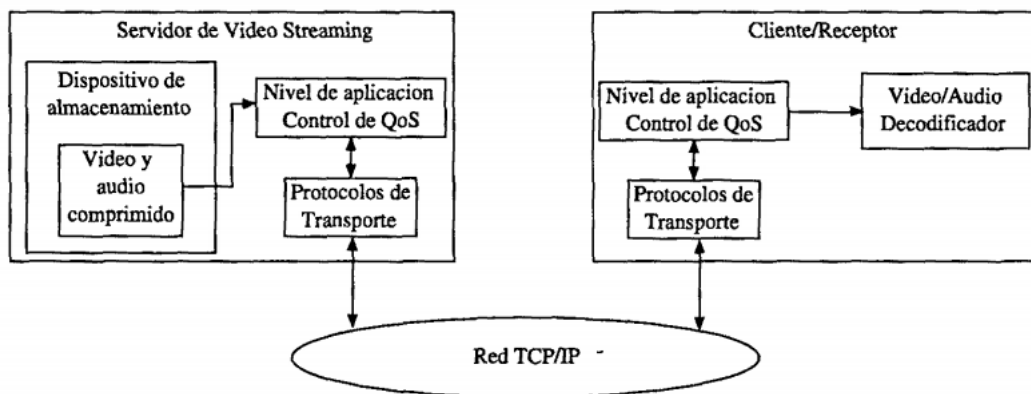 Servidor de Video Streaming
Dispositivo de
almacenamiento
Video y
audio
comprimido
Nivel de aplicacion
Control de QoS
Protocolos de
Transporte
Cliente/Receptor
Nivel de aplicacion
Control de QoS
Video/Audio
Decodificador
Protocolos de
Transporte
Red TCP/IP